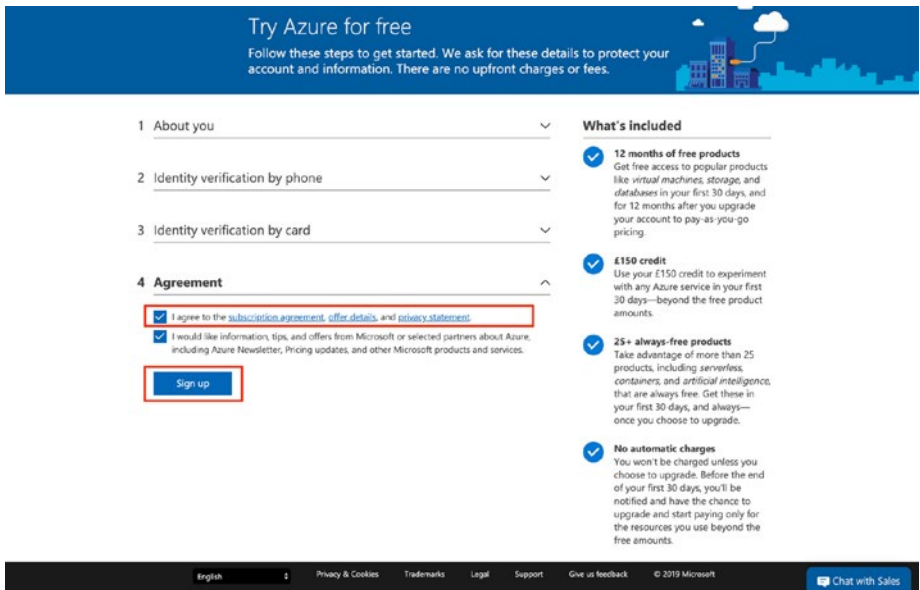 Try Azure for free
Follow these steps to get started. We ask for these details to protect your
account and information. There are no upfront charges or fees.
1 About you
2 Identity verification by phone
3 Identity verification by card
4 Agreement
I agree to the subscription agreement, offer details, and privacy statement.
I would like information, tips, and offers from Microsoft or selected partners about Azure,
including Azure Newsletter, Pricing updates, and other Microsoft products and services.
Sign up
What's included
12 months of free products
Get free access to popular products
like virtual machines, storage, and
databases in your first 30 days, and
for 12 months after you upgrade
your account to pay-as-you-go
pricing.
£150 credit
Use your £150 credit to experiment
with any Azure service in your first
30 days—beyond the free product
amounts.
25+ always-free products
Take advantage of more than 25
products, including serverless,
containers, and artificial intelligence,
that are always free. Get these in
your first 30 days, and always—
once you choose to upgrade.
No automatic charges
You won't be charged unless you
choose to upgrade. Before the end
of your first 30 days, you'll be
notified and have the chance to
upgrade and start paying only for
the resources you use beyond the
free amounts.
English
Privacy & Cookies
Trademarks
Legal
Support
Give us feedback
© 2019 Microsoft
Chat with Sales